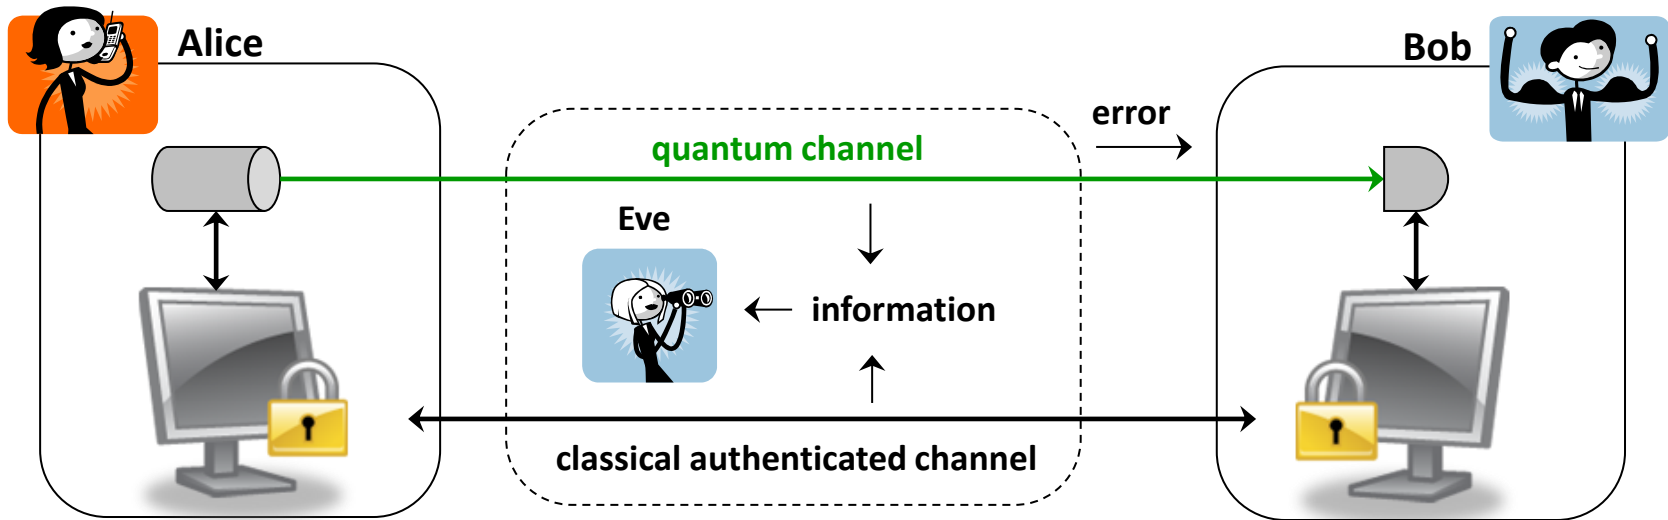 Alice
Bob
error
quantum channel
Eve
information
classical authenticated channel